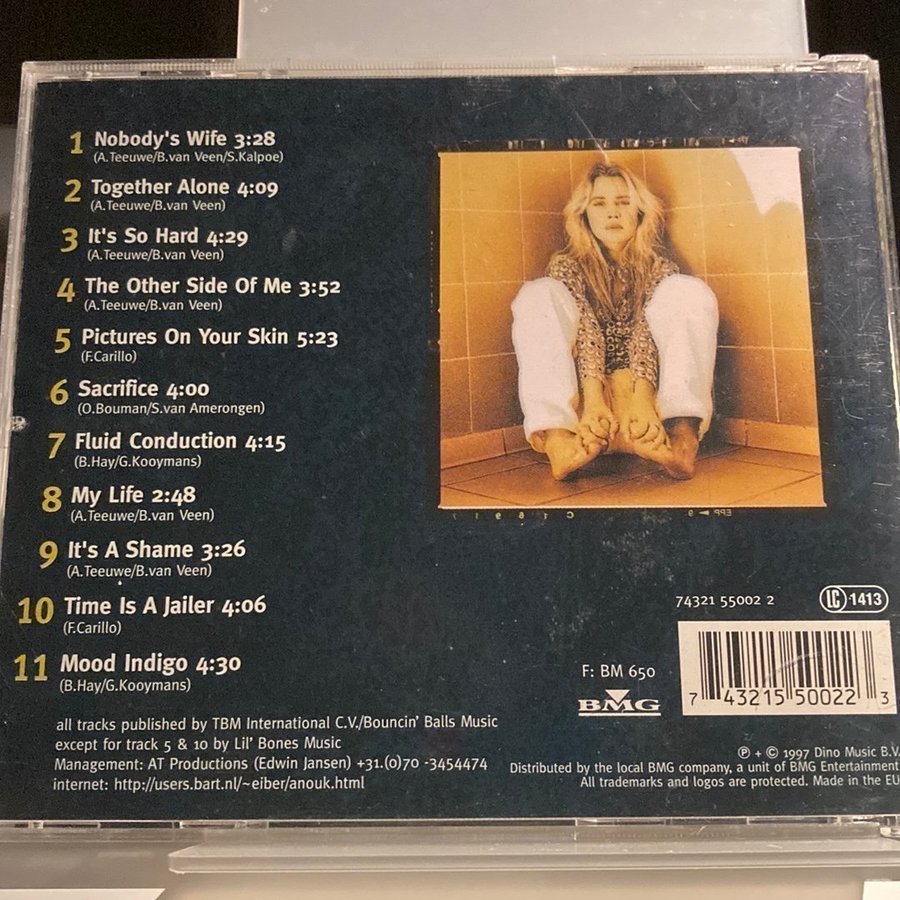 1 Nobody's Wife 3:28
(A.Teeuwe/B.van Veen/S.Kalpoe)
2 Together Alone 4:09
(A.Teeuwe/B.van Veen)
3 It's So Hard 4:29
(A.Teeuwe/B.van Veen)
4 The Other Side Of Me 3:52
(A.Teeuwe/B.van Veen)
5 Pictures On Your Skin 5:23
(F.Carillo)
6 Sacrifice 4:00
(O.Bouman/S.van Amerongen)
7 Fluid Conduction 4:15
(B.Hay/G.Kooymans)
8 My Life 2:48
(A.Teeuwe/B.van Veen)
9 It's A Shame 3:26
(A.Teeuwe/B.van Veen)
10 Time Is A Jailer 4:06
(F.Carillo)
11 Mood Indigo 4:30
(B.Hay/G.Kooymans)
all tracks published by TBM International C.V./Bouncin' Balls Music
except for track 5 & 10 by Lil' Bones Music
Management: AT Productions (Edwin Jansen) +31.(0)70 -3454474
internet: http://users.bart.nl/~eiber/anouk.html
74321 55002 2
LC 1413
F: BM 650
BMG
7 43215 50022 3
℗ + © 1997 Dino Music B.V.
Distributed by the local BMG company, a unit of BMG Entertainment
All trademarks and logos are protected. Made in the EU